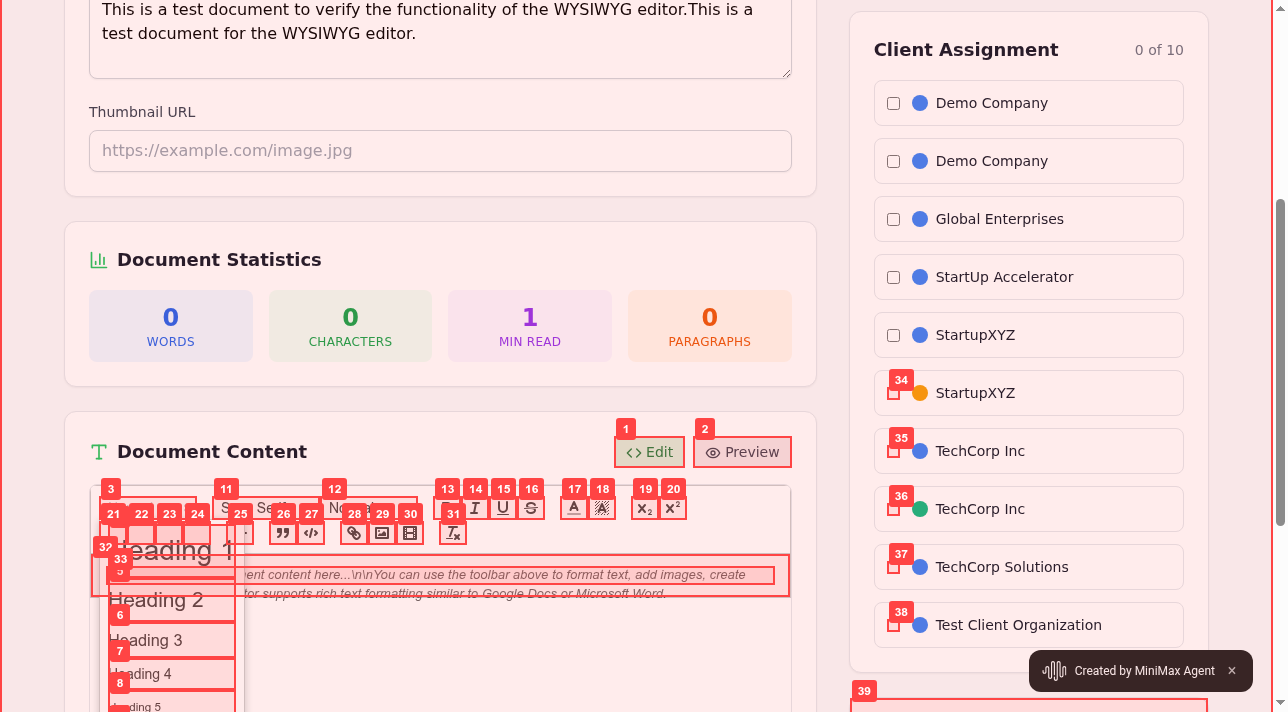 This is a test document to verify the functionality of the WYSIWYG editor.This is a
test document for the WYSIWYG editor.
Thumbnail URL
https://example.com/image.jpg
Document Statistics
0
WORDS
0
CHARACTERS
1
MIN READ
0
PARAGRAPHS
Document Content
1
Edit
2
Preview
3
11
12
13
14
15
16
17
18
19
20
21
22
23
24
25
26
27
28
29
30
31
32
33
content here...\n\nYou can use the toolbar above to format text, add images, create
supports rich text formatting similar to Google Docs or Microsoft Word.
Heading 1
5
Heading 2
6
Heading 3
7
Heading 4
8
Heading 5
Client Assignment
0 of 10
Demo Company
Demo Company
Global Enterprises
StartUp Accelerator
StartupXYZ
34
StartupXYZ
35
TechCorp Inc
36
TechCorp Inc
37
TechCorp Solutions
38
Test Client Organization
Created by MiniMax Agent ×
39